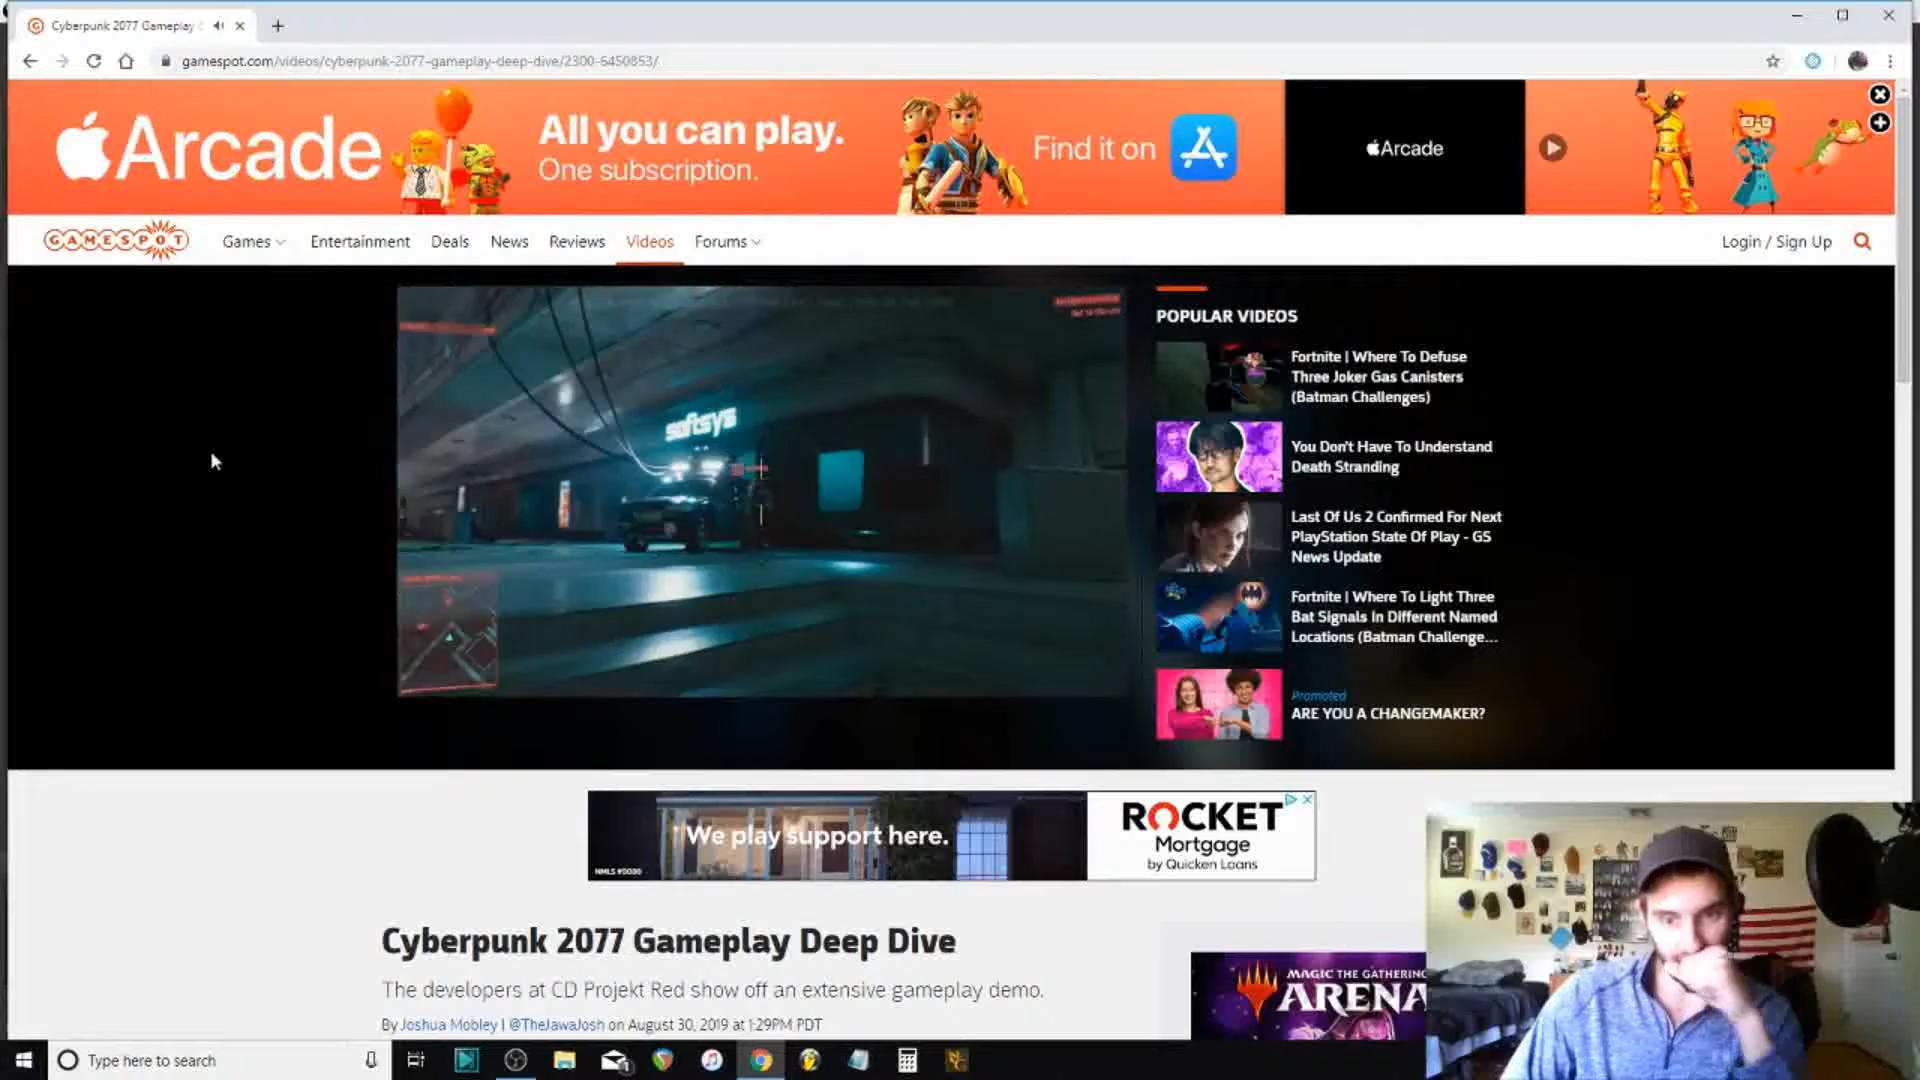 Cyberpunk 2077 Gameplay
gamespot.com/videos/cyberpunk-2077-gameplay-deep-dive/2300-6450853/
Arcade
All you can play.
One subscription.
Find it on
Arcade
GAMESPOT
Games
Entertainment
Deals
News
Reviews
Videos
Forums
Login / Sign Up
softsys
POPULAR VIDEOS
Fortnite | Where To Defuse
Three Joker Gas Canisters
(Batman Challenges)
You Don't Have To Understand
Death Stranding
Last Of Us 2 Confirmed For Next
PlayStation State Of Play - GS
News Update
Fortnite | Where To Light Three
Bat Signals In Different Named
Locations (Batman Challenge...
Promoted
ARE YOU A CHANGEMAKER?
We play support here.
NMLS #3030
ROCKET
Mortgage
by Quicken Loans
Cyberpunk 2077 Gameplay Deep Dive
The developers at CD Projekt Red show off an extensive gameplay demo.
By Joshua Mobley | @TheJawaJosh on August 30, 2019 at 1:29PM PDT
MAGIC THE GATHERING
ARENA
Type here to search